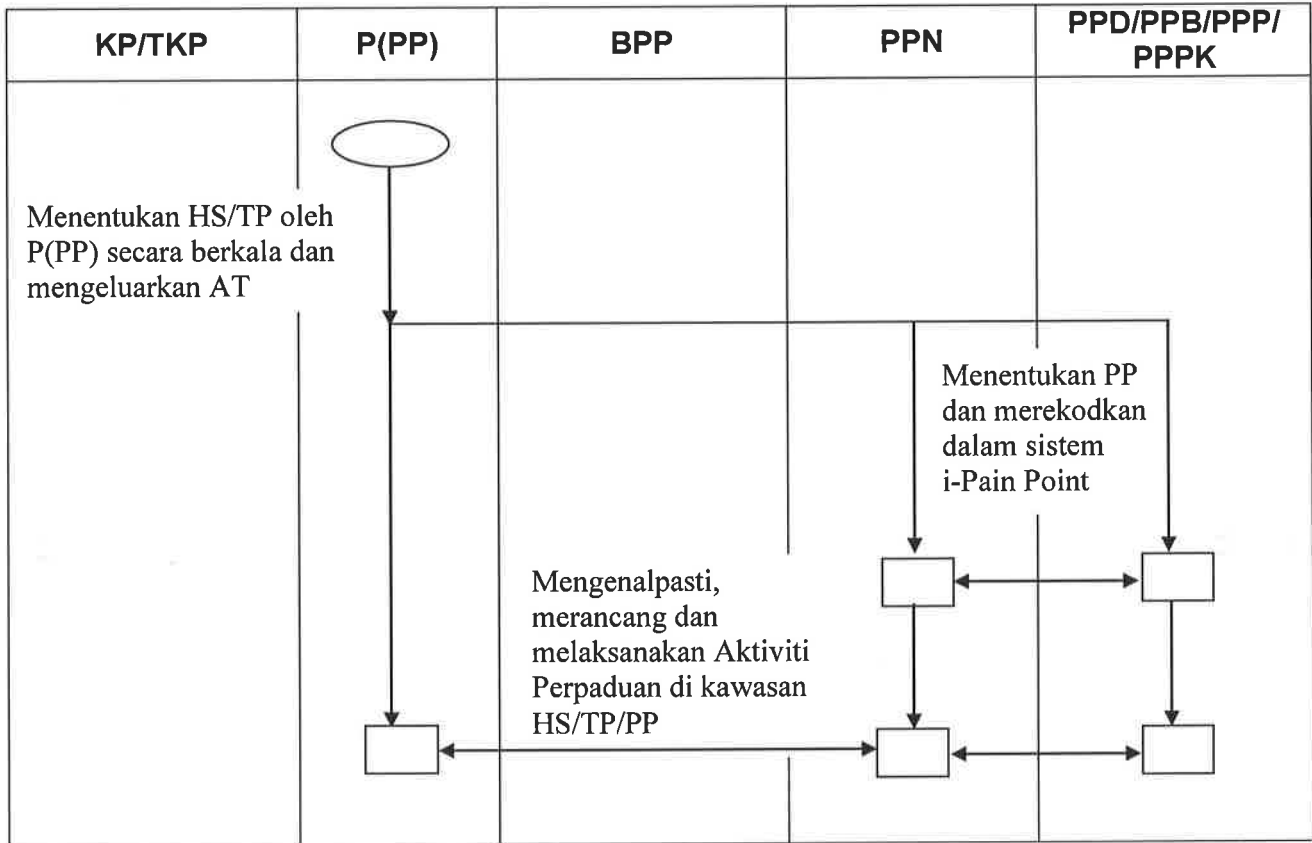 KP/TKP
P(PP)
BPP
PPN
PPD/PPB/PPP/
PPPK
Menentukan HS/TP oleh
P(PP) secara berkala dan
mengeluarkan AT
Menentukan PP
dan merekodkan
dalam sistem
i-Pain Point
Mengenalpasti,
merancang dan
melaksanakan Aktiviti
Perpaduan di kawasan
HS/TP/PP